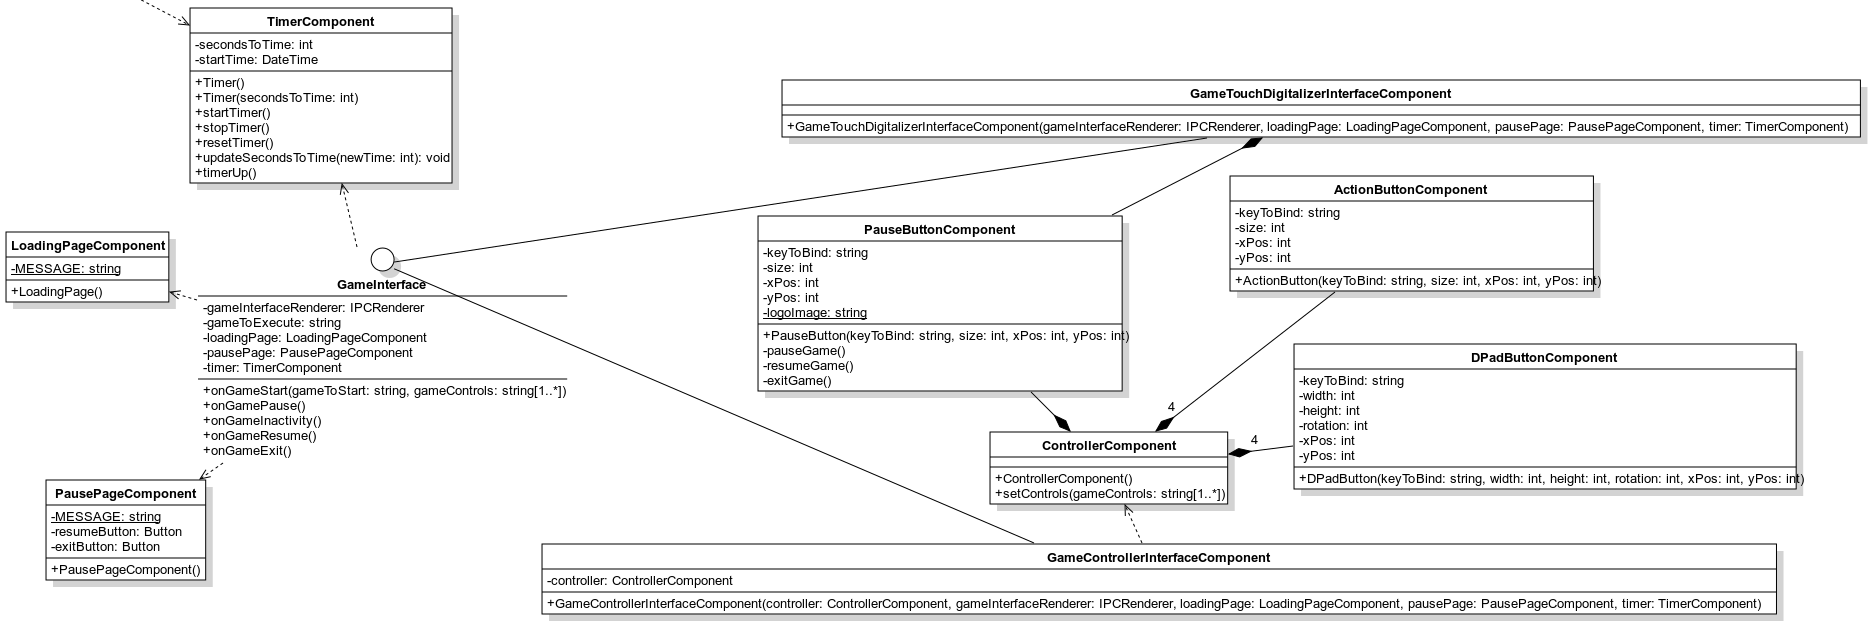 TimerComponent
-secondsToTime: int
-startTime: DateTime
+Timer()
+Timer(secondsToTime: int)
+startTimer()
+stopTimer()
+resetTimer()
+updateSecondsToTime(newTime: int): void
+timerUp()
GameTouchDigitalizerInterfaceComponent
+GameTouchDigitalizerInterfaceComponent(gameInterfaceRenderer: IPCRenderer, loadingPage: LoadingPageComponent, pausePage: PausePageComponent, timer: TimerComponent)
LoadingPageComponent
-MESSAGE: string
+LoadingPage()
GameInterface
-gameInterfaceRenderer: IPCRenderer
-gameToExecute: string
-loadingPage: LoadingPageComponent
-pausePage: PausePageComponent
-timer: TimerComponent
+onGameStart(gameToStart: string, gameControls: string[1..*])
+onGamePause()
+onGameInactivity()
+onGameResume()
+onGameExit()
PauseButtonComponent
-keyToBind: string
-size: int
-xPos: int
-yPos: int
-logoImage: string
+PauseButton(keyToBind: string, size: int, xPos: int, yPos: int)
-pauseGame()
-resumeGame()
-exitGame()
ActionButtonComponent
-keyToBind: string
-size: int
-xPos: int
-yPos: int
+ActionButton(keyToBind: string, size: int, xPos: int, yPos: int)
DPadButtonComponent
-keyToBind: string
-width: int
-height: int
-rotation: int
-xPos: int
-yPos: int
+DPadButton(keyToBind: string, width: int, height: int, rotation: int, xPos: int, yPos: int)
4
4
ControllerComponent
+ControllerComponent()
+setControls(gameControls: string[1..*])
PausePageComponent
-MESSAGE: string
-resumeButton: Button
-exitButton: Button
+PausePageComponent()
GameControllerInterfaceComponent
-controller: ControllerComponent
+GameControllerInterfaceComponent(controller: ControllerComponent, gameInterfaceRenderer: IPCRenderer, loadingPage: LoadingPageComponent, pausePage: PausePageComponent, timer: TimerComponent)